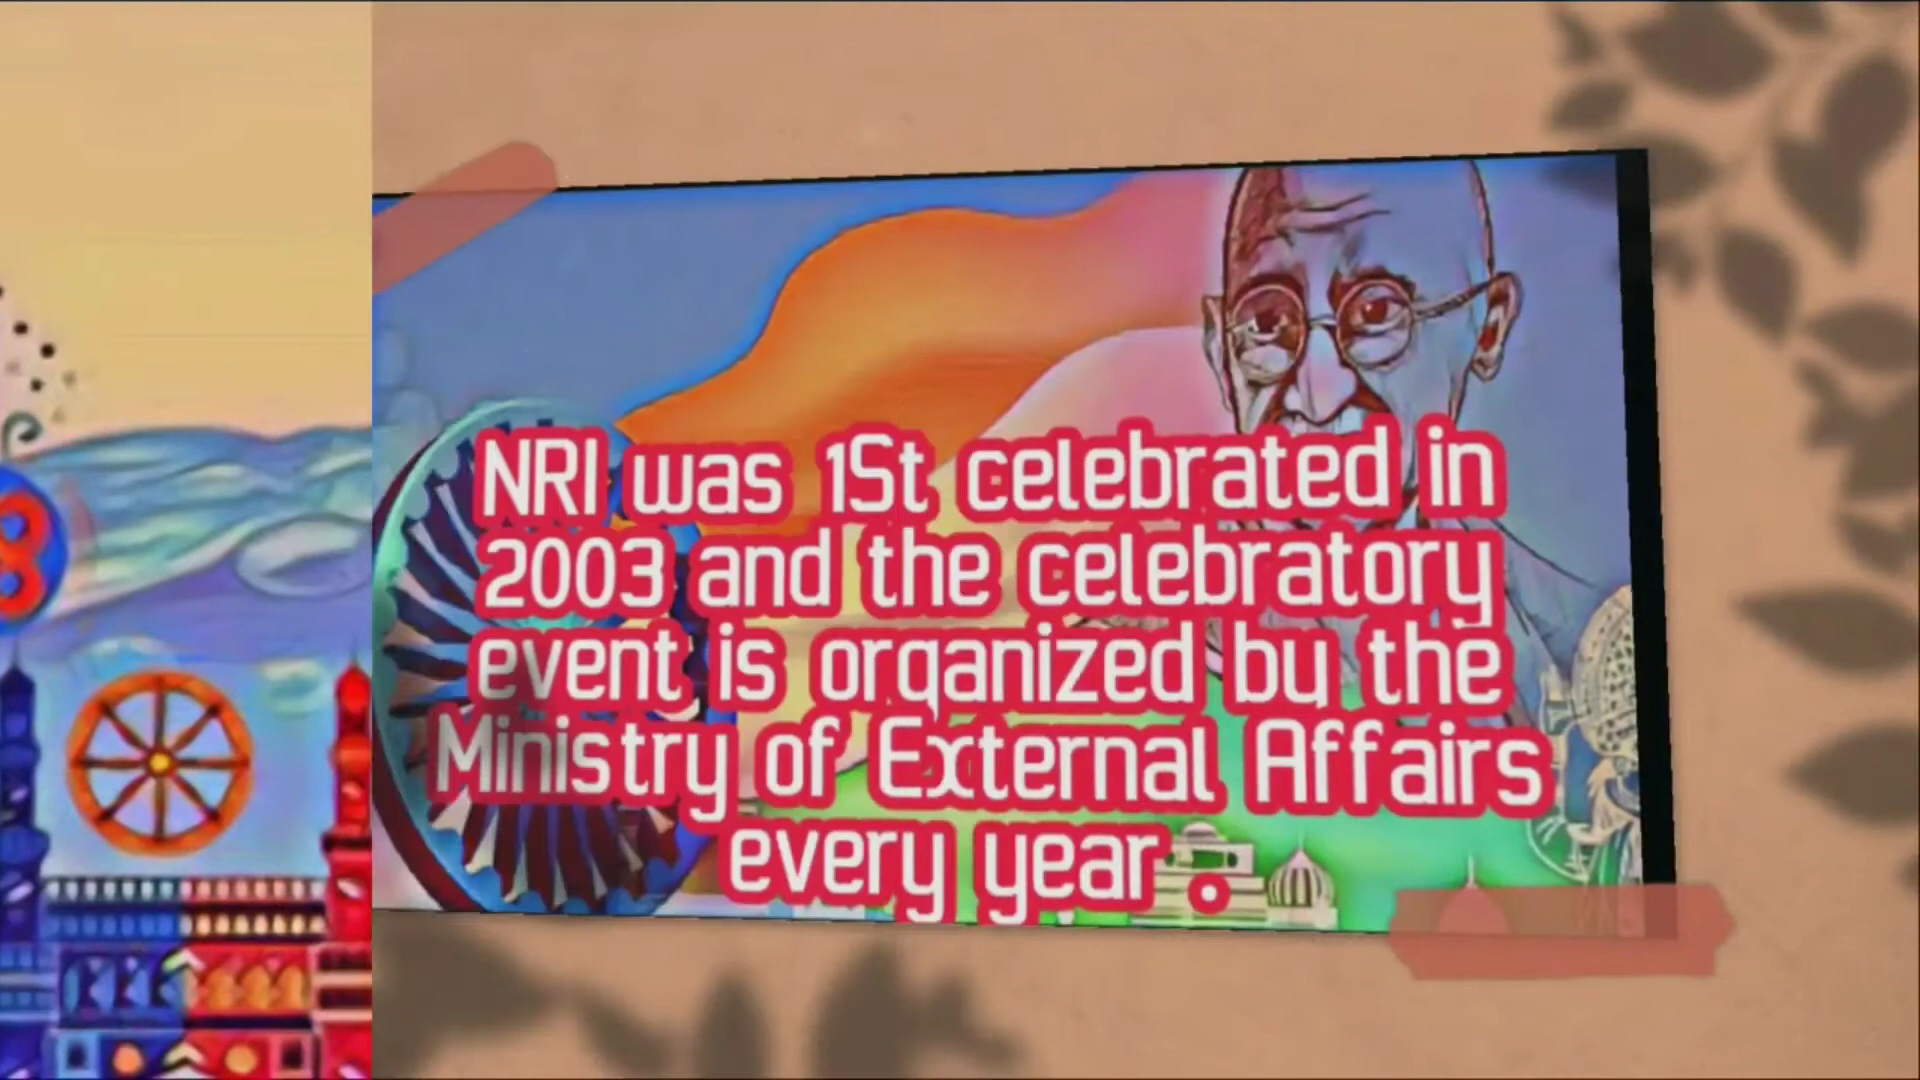 NRI was 1St celebrated in
2003 and the celebratory
event is organized by the
Ministry of External Affairs
every year .